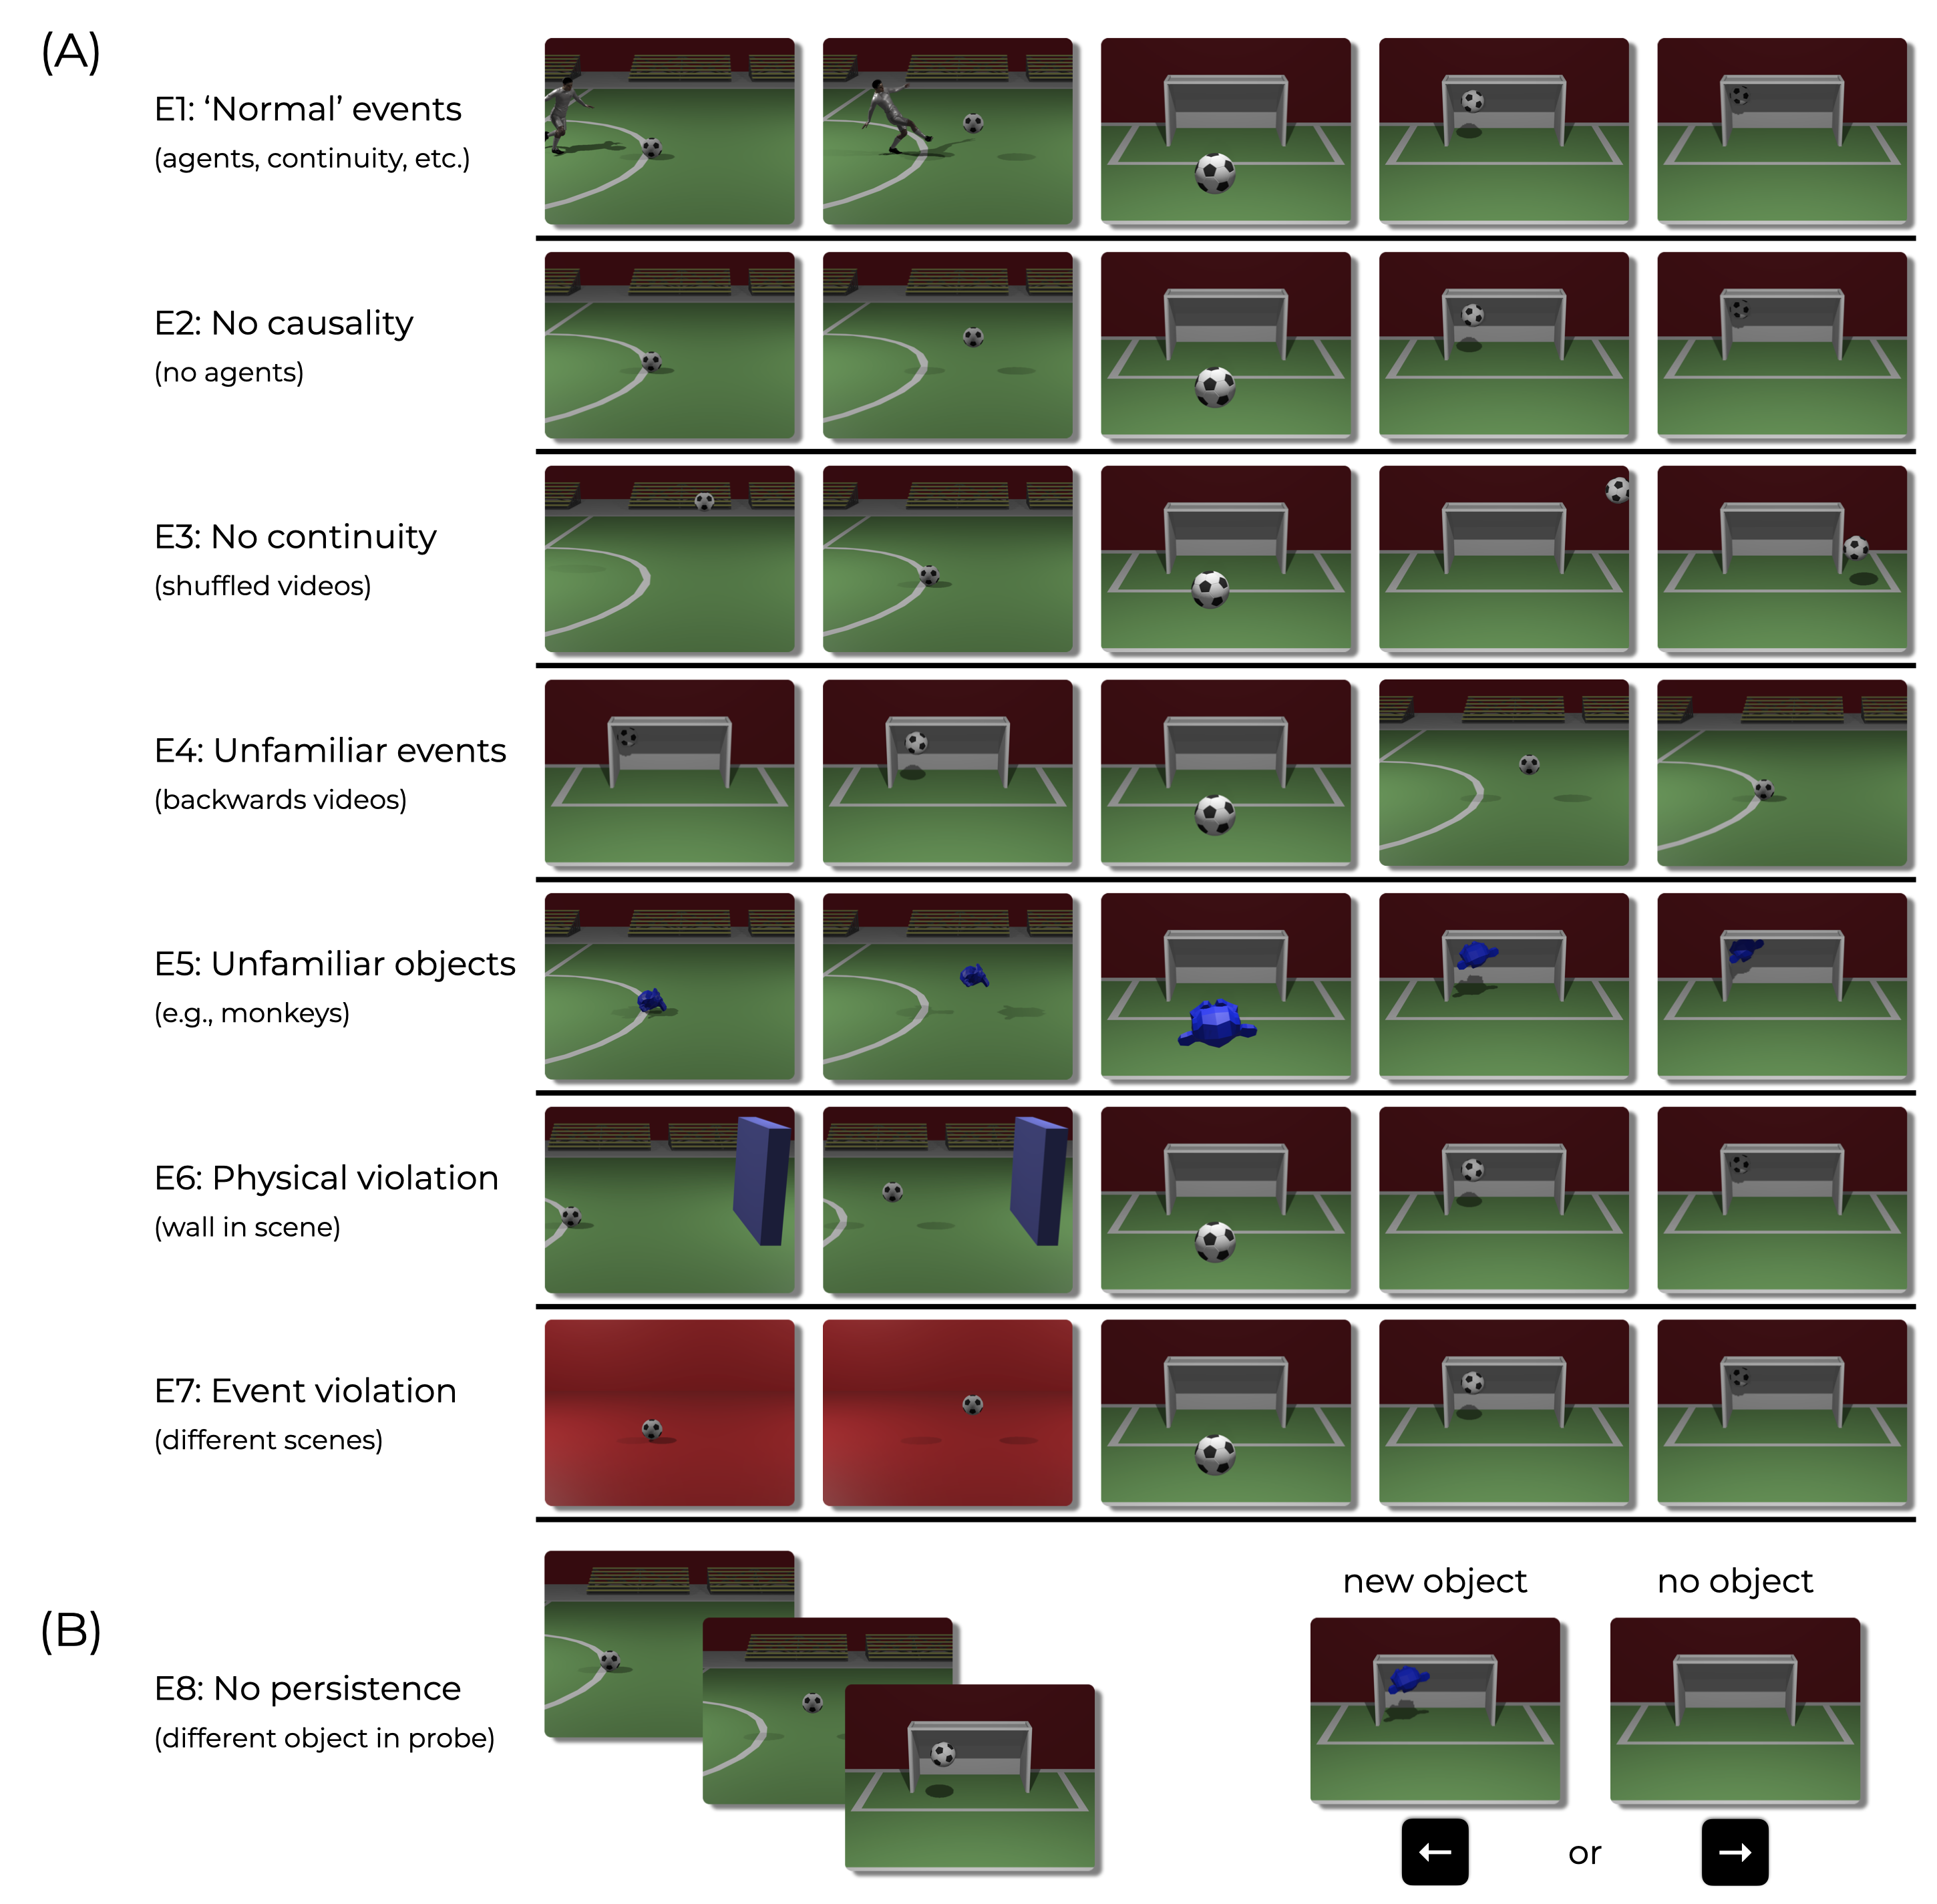 (A)
E1: ‘Normal’ events
(agents, continuity, etc.)
E2: No causality
(no agents)
E3: No continuity
(shuffled videos)
E4: Unfamiliar events
(backwards videos)
E5: Unfamiliar objects
(e.g., monkeys)
E6: Physical violation
(wall in scene)
E7: Event violation
(different scenes)
(B)
E8: No persistence
(different object in probe)
new object
no object
← or →